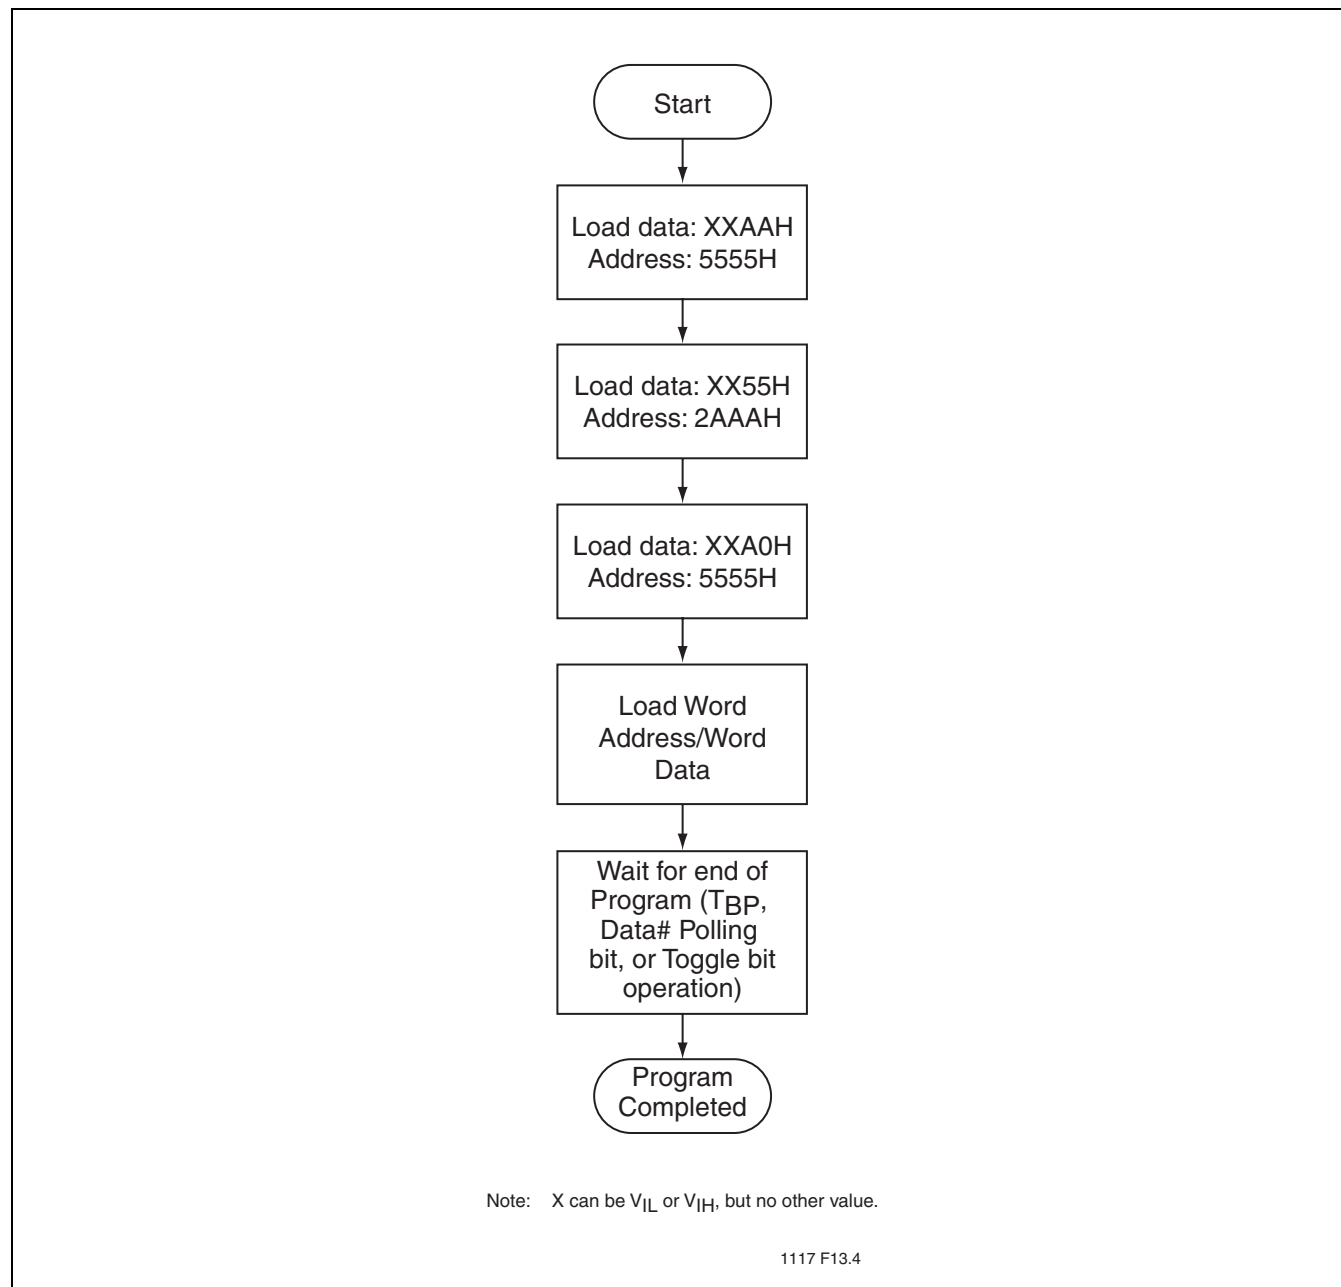 Start
Load data: XXAAH
Address: 5555H
Load data: XX55H
Address: 2AAAH
Load data: XXA0H
Address: 5555H
Load Word
Address/Word
Data
Wait for end of
Program (TBP,
Data# Polling
bit, or Toggle bit
operation)
Program
Completed
Note: X can be VIL or VIH, but no other value.
1117 F13.4